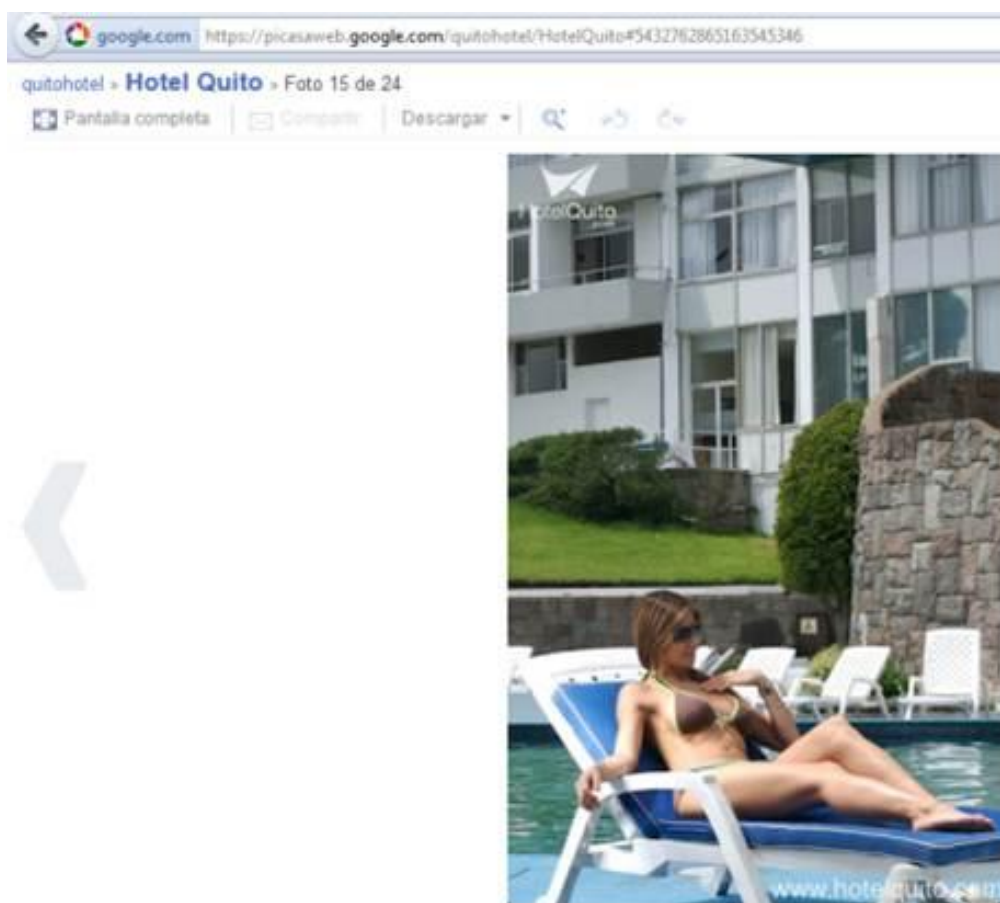 google.com https://picasaweb.google.com/quitohotel/HotelQuito#5432762865163545346
quitohotel » Hotel Quito » Foto 15 de 24
Pantalla completa Compartir Descargar
HotelQuito
www.hotelquito.com